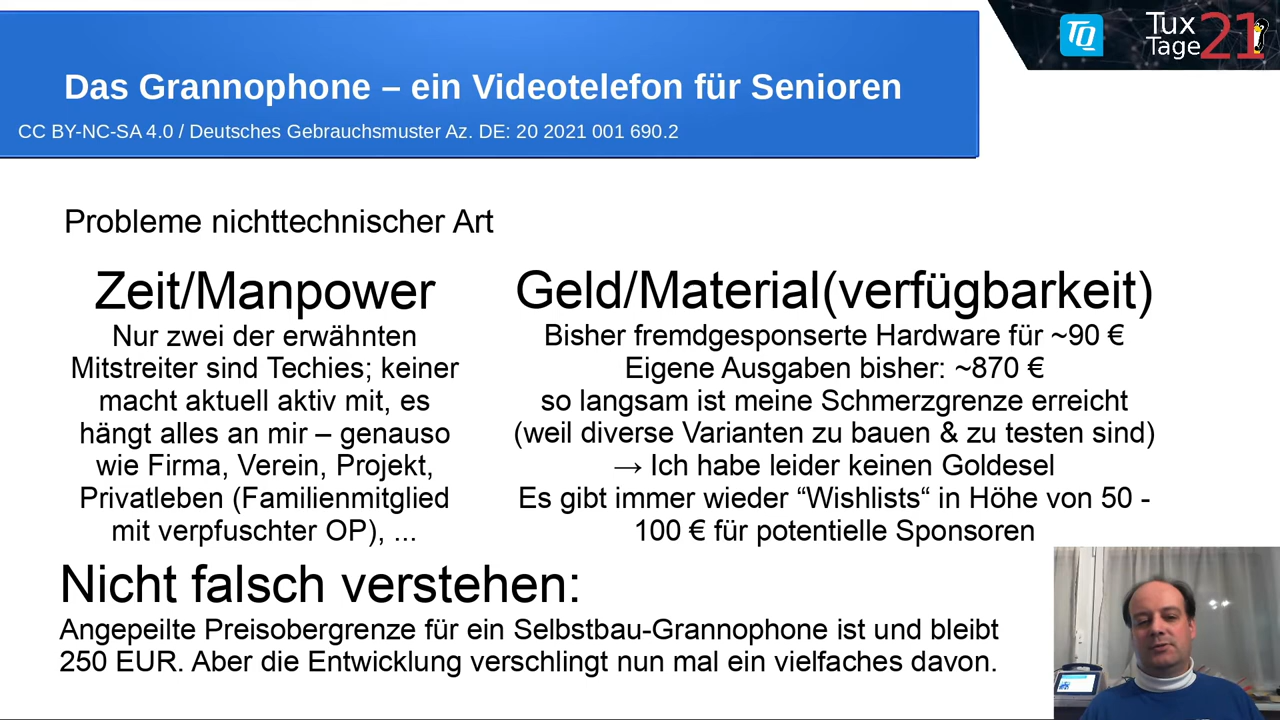 Das Grannophone – ein Videotelefon für Senioren
CC BY-NC-SA 4.0 / Deutsches Gebrauchsmuster Az. DE: 20 2021 001 690.2
TQ
Tux
Tage
21
Probleme nichttechnischer Art
Zeit/Manpower
Nur zwei der erwähnten
Mitstreiter sind Techies; keiner
macht aktuell aktiv mit, es
hängt alles an mir – genauso
wie Firma, Verein, Projekt,
Privatleben (Familienmitglied
mit verpfuschter OP), ...
Geld/Material(verfügbarkeit)
Bisher fremdgesponserte Hardware für ~90 €
Eigene Ausgaben bisher: ~870 €
so langsam ist meine Schmerzgrenze erreicht
(weil diverse Varianten zu bauen & zu testen sind)
→ Ich habe leider keinen Goldesel
Es gibt immer wieder “Wishlists“ in Höhe von 50 -
100 € für potentielle Sponsoren
Nicht falsch verstehen:
Angepeilte Preisobergrenze für ein Selbstbau-Grannophone ist und bleibt
250 EUR. Aber die Entwicklung verschlingt nun mal ein vielfaches davon.